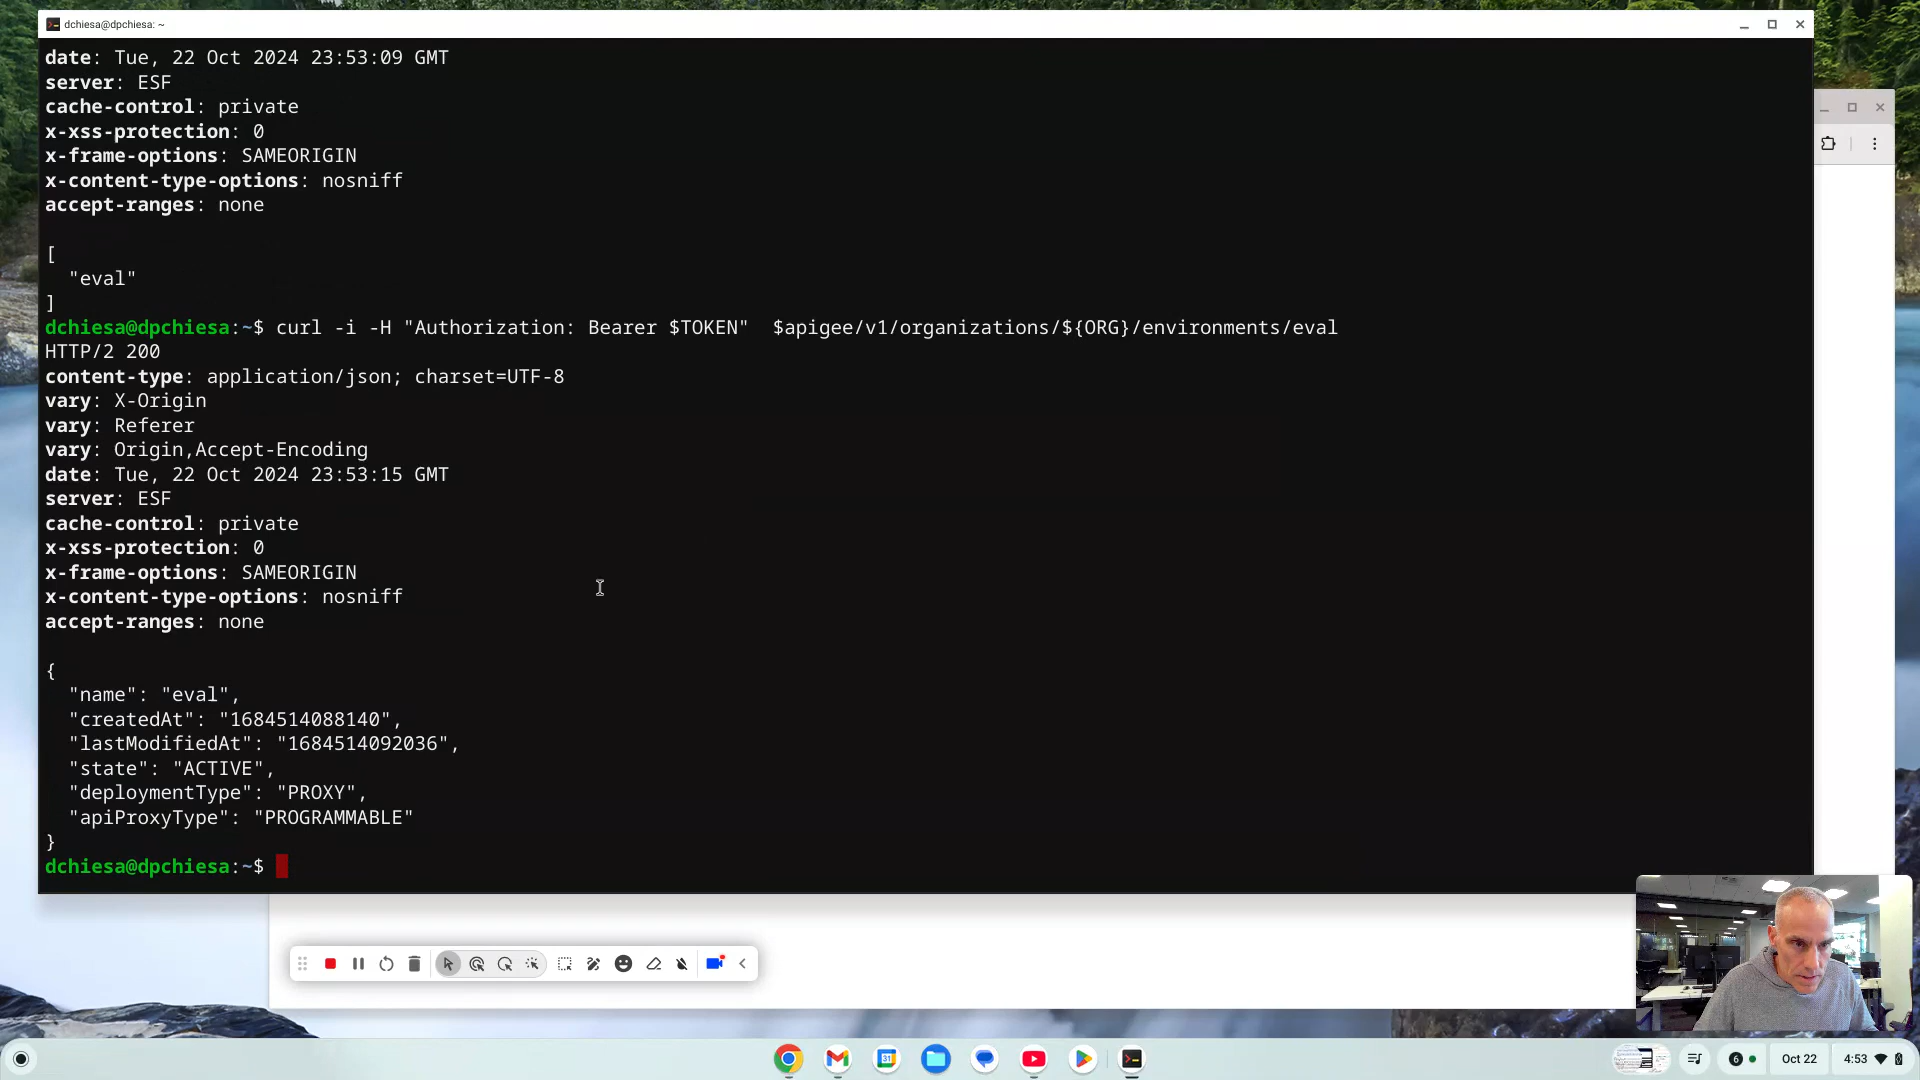 dchiesa@dpchiesa: ~
date: Tue, 22 Oct 2024 23:53:09 GMT
server: ESF
cache-control: private
x-xss-protection: 0
x-frame-options: SAMEORIGIN
x-content-type-options: nosniff
accept-ranges: none
[
"eval"
]
dchiesa@dpchiesa:~$ curl -i -H "Authorization: Bearer $TOKEN"  $apigee/v1/organizations/${ORG}/environments/eval
HTTP/2 200
content-type: application/json; charset=UTF-8
vary: X-Origin
vary: Referer
vary: Origin,Accept-Encoding
date: Tue, 22 Oct 2024 23:53:15 GMT
server: ESF
cache-control: private
x-xss-protection: 0
x-frame-options: SAMEORIGIN
x-content-type-options: nosniff
accept-ranges: none
{
"name": "eval",
"createdAt": "1684514088140",
"lastModifiedAt": "1684514092036",
"state": "ACTIVE",
"deploymentType": "PROXY",
"apiProxyType": "PROGRAMMABLE"
}
dchiesa@dpchiesa:~$
31
6
Oct 22
4:53